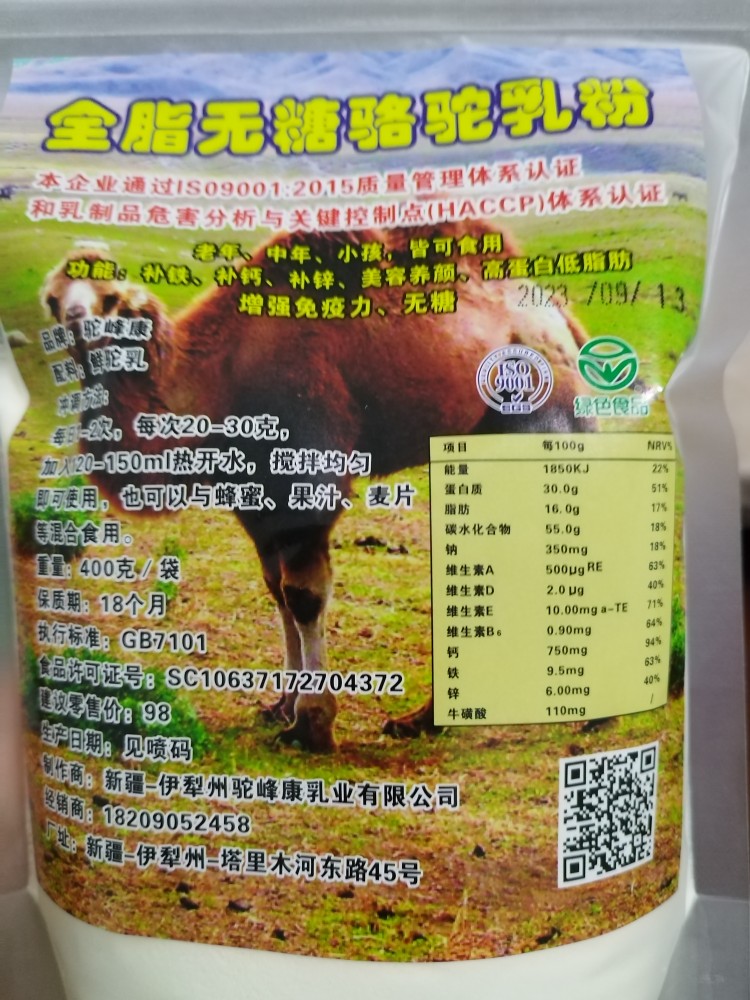 全脂无糖骆驼乳粉
本企业通过IS09001:2015质量管理体系认证
和乳制品危害分析与关键控制点(HACCP)体系认证
老年、中年、小孩，皆可食用
功能：补铁、补钙、补锌、美容养颜、高蛋白低脂肪
增强免疫力、无糖
2023 /09/ 13
品牌：驼峰康
配料：鲜驼乳
冲调方法：
每日1-2次，每次20-30克，
加入120-150ml热开水，搅拌均匀
即可使用，也可以与蜂蜜、果汁、麦片
等混合食用。
重量：400克/袋
保质期：18个月
执行标准：GB7101
食品许可证号：SC10637172704372
建议零售价：98
生产日期：见喷码
制作商：新疆-伊犁州驼峰康乳业有限公司
经销商：18209052458
厂址：新疆-伊犁州-塔里木河东路45号
ISO
9001
SGS
绿色食品
项目 每100g NRV%
能量 1850KJ 22%
蛋白质 30.0g 51%
脂肪 16.0g 17%
碳水化合物 55.0g 18%
钠 350mg 18%
维生素A 500μgRE 63%
维生素D 2.0μg 40%
维生素E 10.00mg a-TE 71%
维生素B₆ 0.90mg 64%
钙 750mg 94%
铁 9.5mg 63%
锌 6.00mg 40%
牛磺酸 110mg /